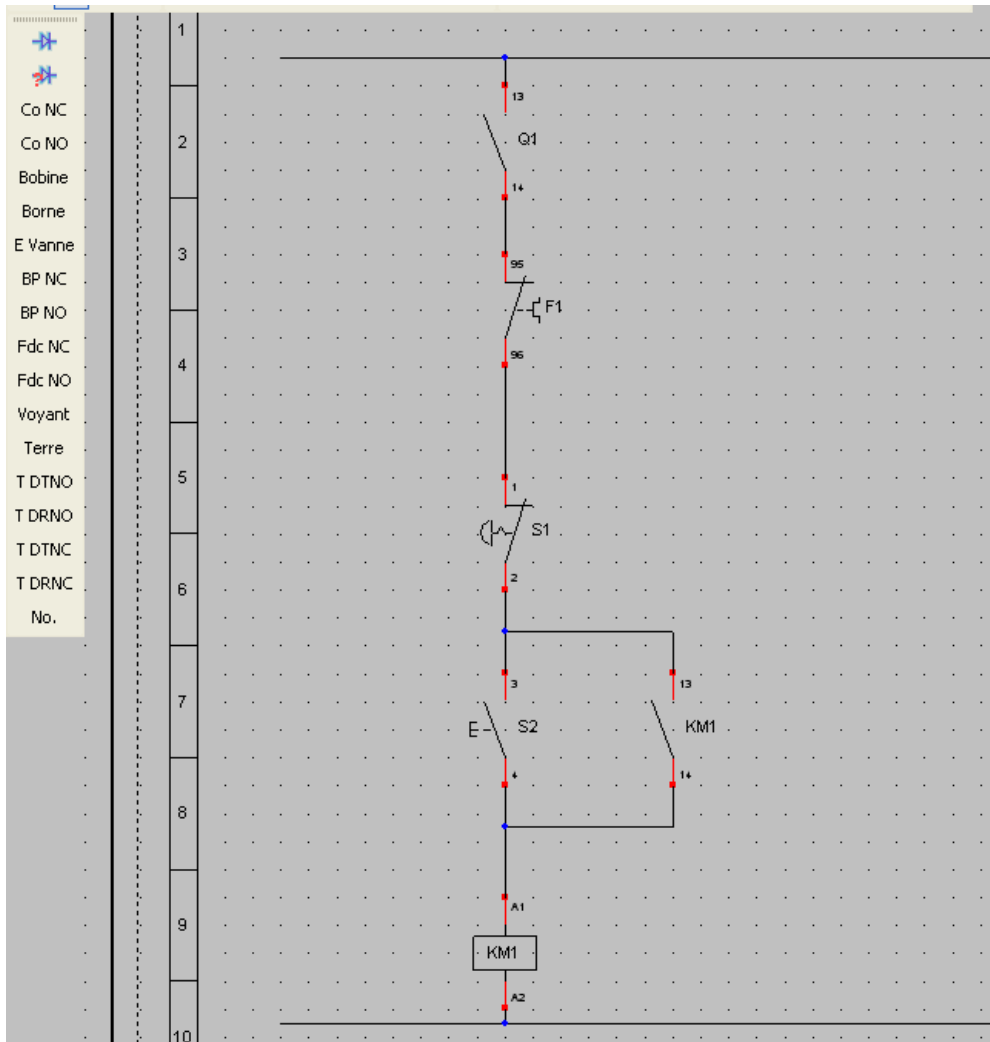 Co NC
Co NO
Bobine
Borne
E Vanne
BP NC
BP NO
Fdc NC
Fdc NO
Voyant
Terre
T DTNO
T DRNO
T DTNC
T DRNC
No.
1
2
3
4
5
6
7
8
9
10
13
Q1
14
95
F1
96
1
S1
2
3
13
S2
KM1
4
14
A1
KM1
A2